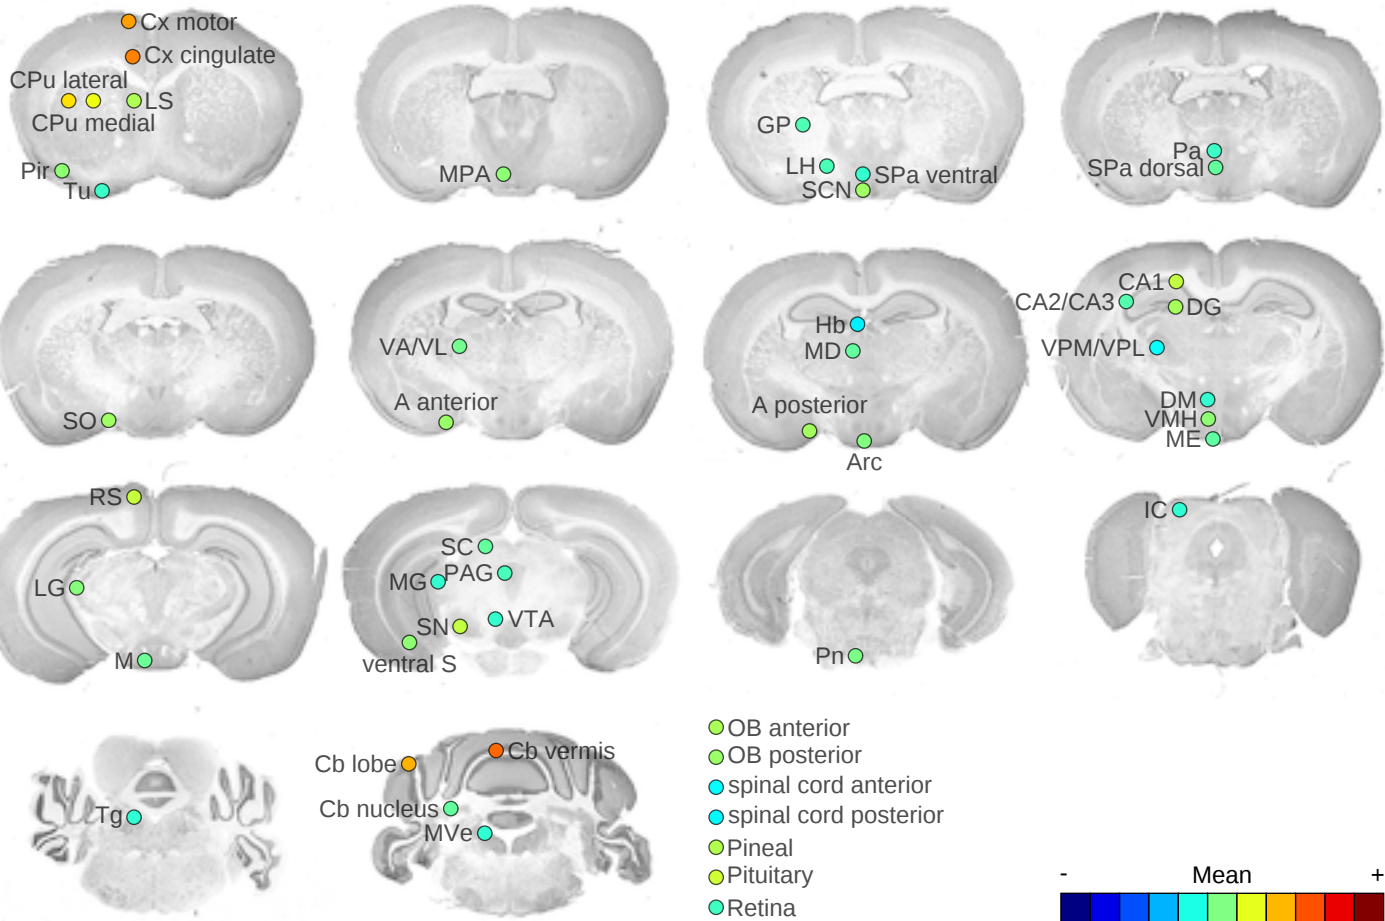 Cx motor
Cx cingulate
CPu lateral
LS
CPu medial
Pir
Tu
MPA
GP
LH
SPa ventral
SCN
Pa
SPa dorsal
SO
VA/VL
A anterior
Hb
MD
A posterior
Arc
CA1
CA2/CA3
DG
VPM/VPL
DM
VMH
ME
RS
LG
M
SC
PAG
MG
VTA
SN
ventral S
Pn
IC
Tg
Cb lobe
Cb vermis
Cb nucleus
MVe
OB anterior
OB posterior
spinal cord anterior
spinal cord posterior
Pineal
Pituitary
Retina
- Mean +